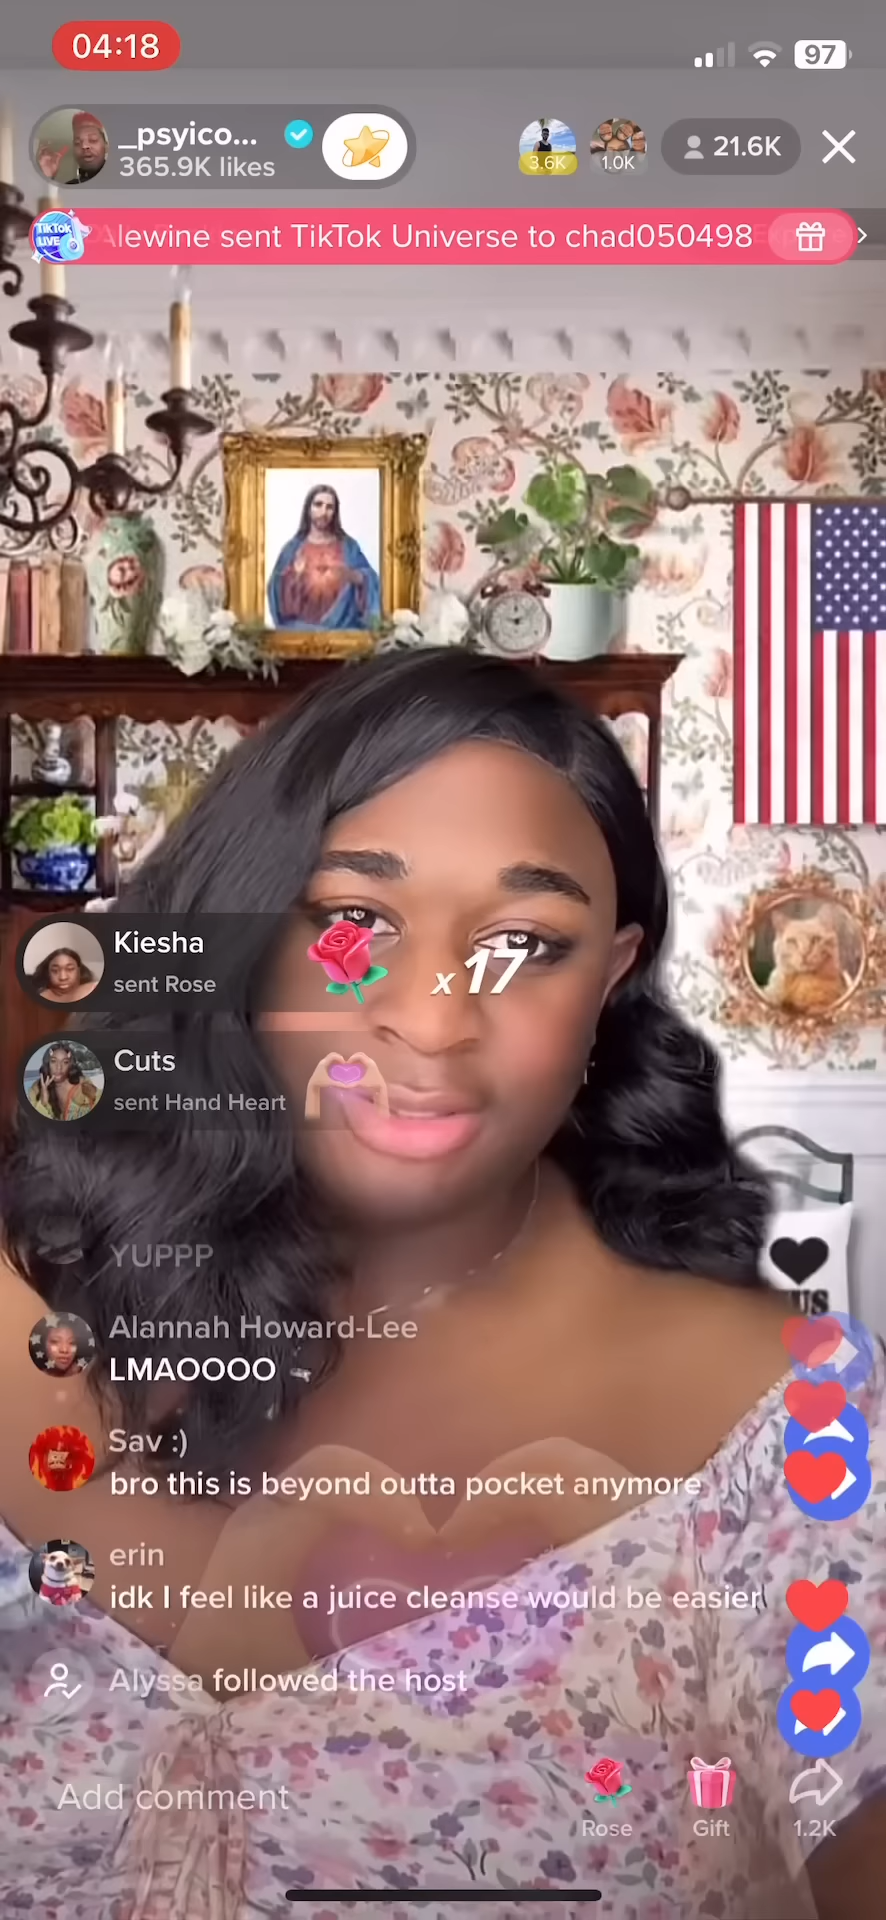 04:18
97
_psyico...
365.9K likes
3.6K
1.0K
21.6K
TikTok
LIVE
Alewine sent TikTok Universe to chad050498
Kiesha
sent Rose
x17
Cuts
sent Hand Heart
YUPPP
Alannah Howard-Lee
LMAOOOO
Sav :)
bro this is beyond outta pocket anymore
erin
idk I feel like a juice cleanse would be easier
Alyssa followed the host
Add comment
Rose
Gift
1.2K